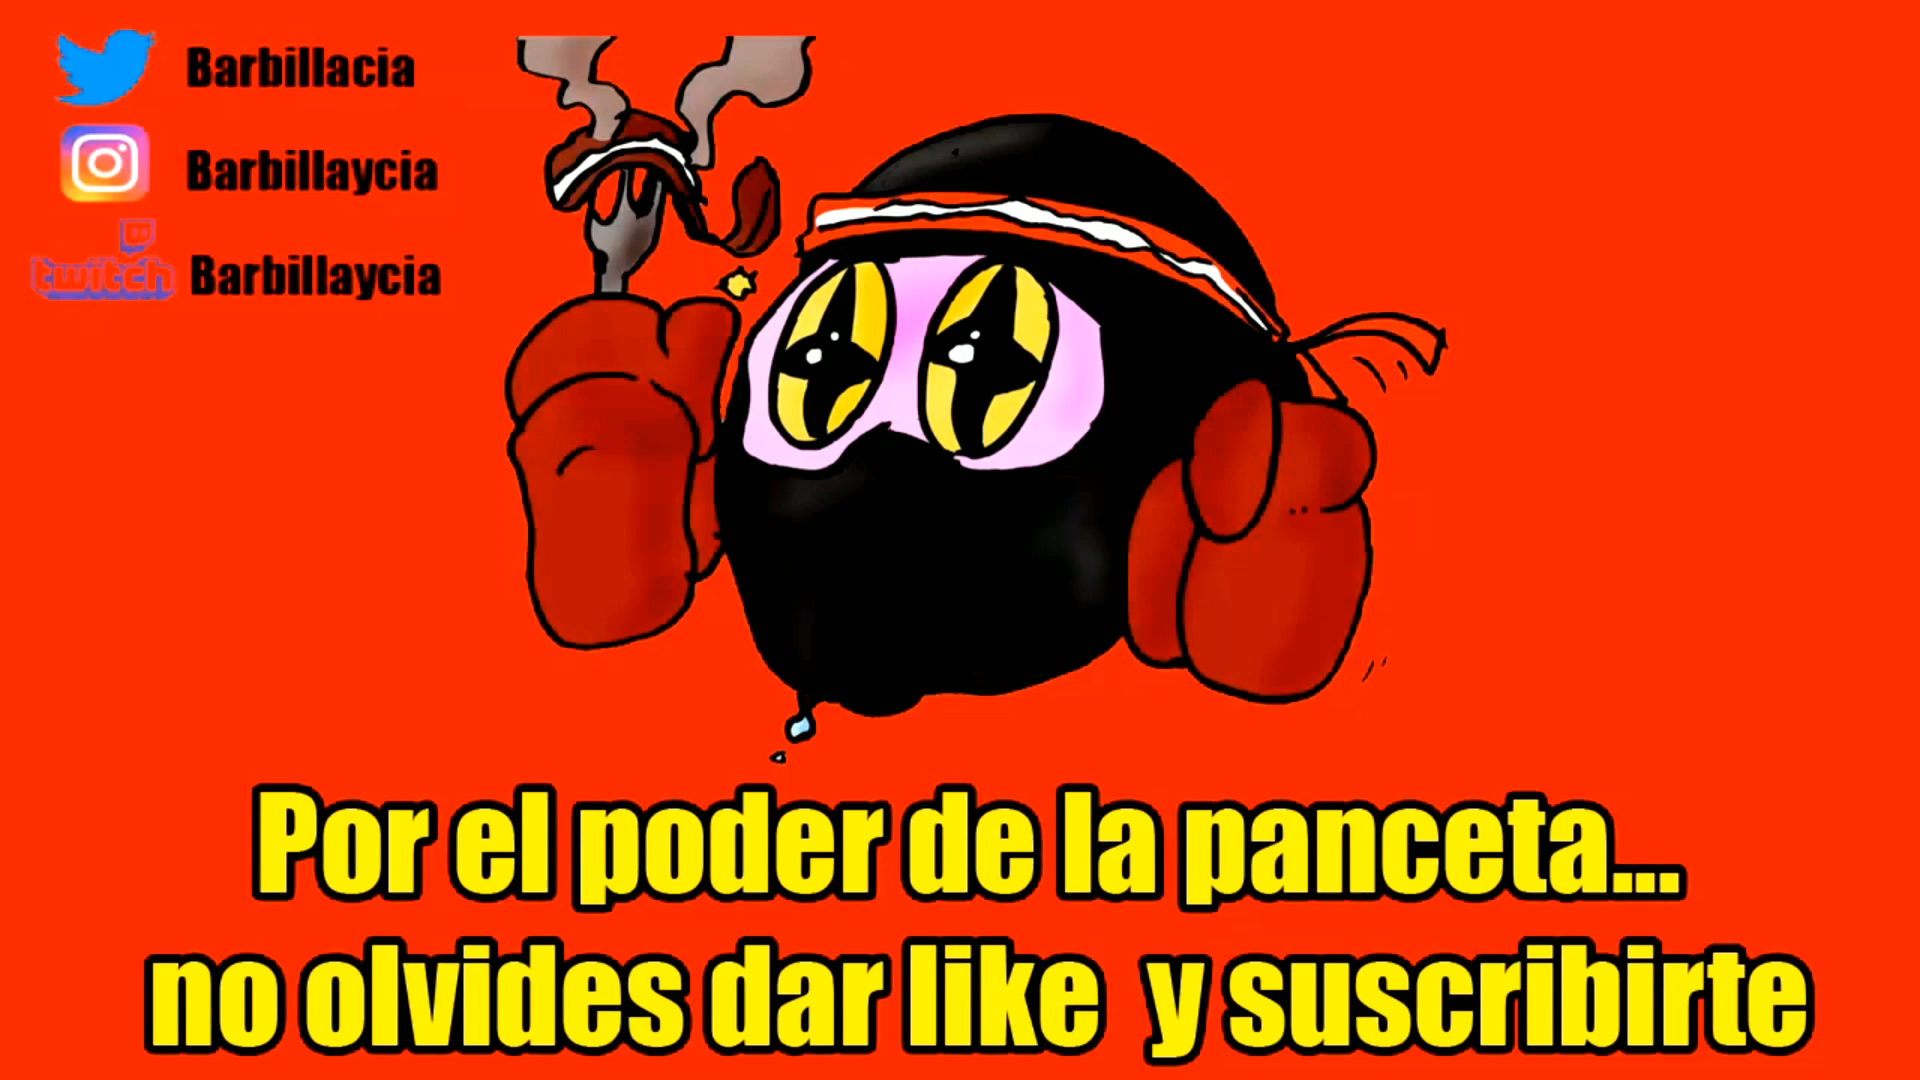 Barbillacia
Barbillaycia
twitch Barbillaycia
Por el poder de la panceta...
no olvides dar like y suscribirte